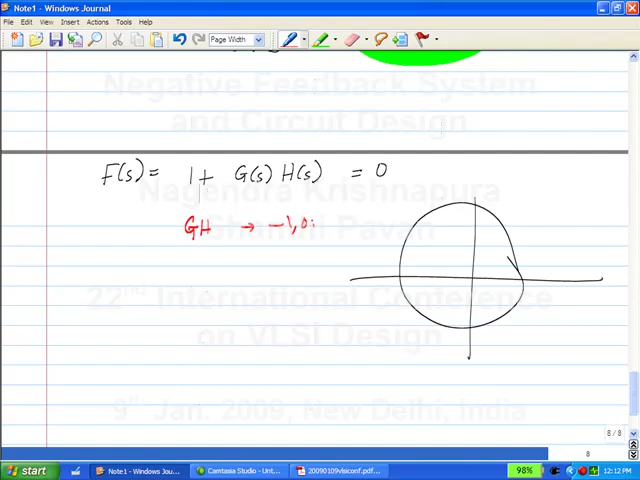 Note1 - Windows Journal
File Edit View Insert Actions Tools Help
Page Width
Negative Feedback System
and Circuit Design
F(s) = 1 + G(s) H(s) = 0
Nagendra Krishnapura
GH → -1,0
Shanthi Pavan
22nd International Conference
on VLSI Design
9th Jan. 2009, New Delhi, India
8 / 8
8
start
Note1 - Windows Jour...
Camtasia Studio - Unt...
20090109vlsiconf.pdf...
98%
12:12 PM